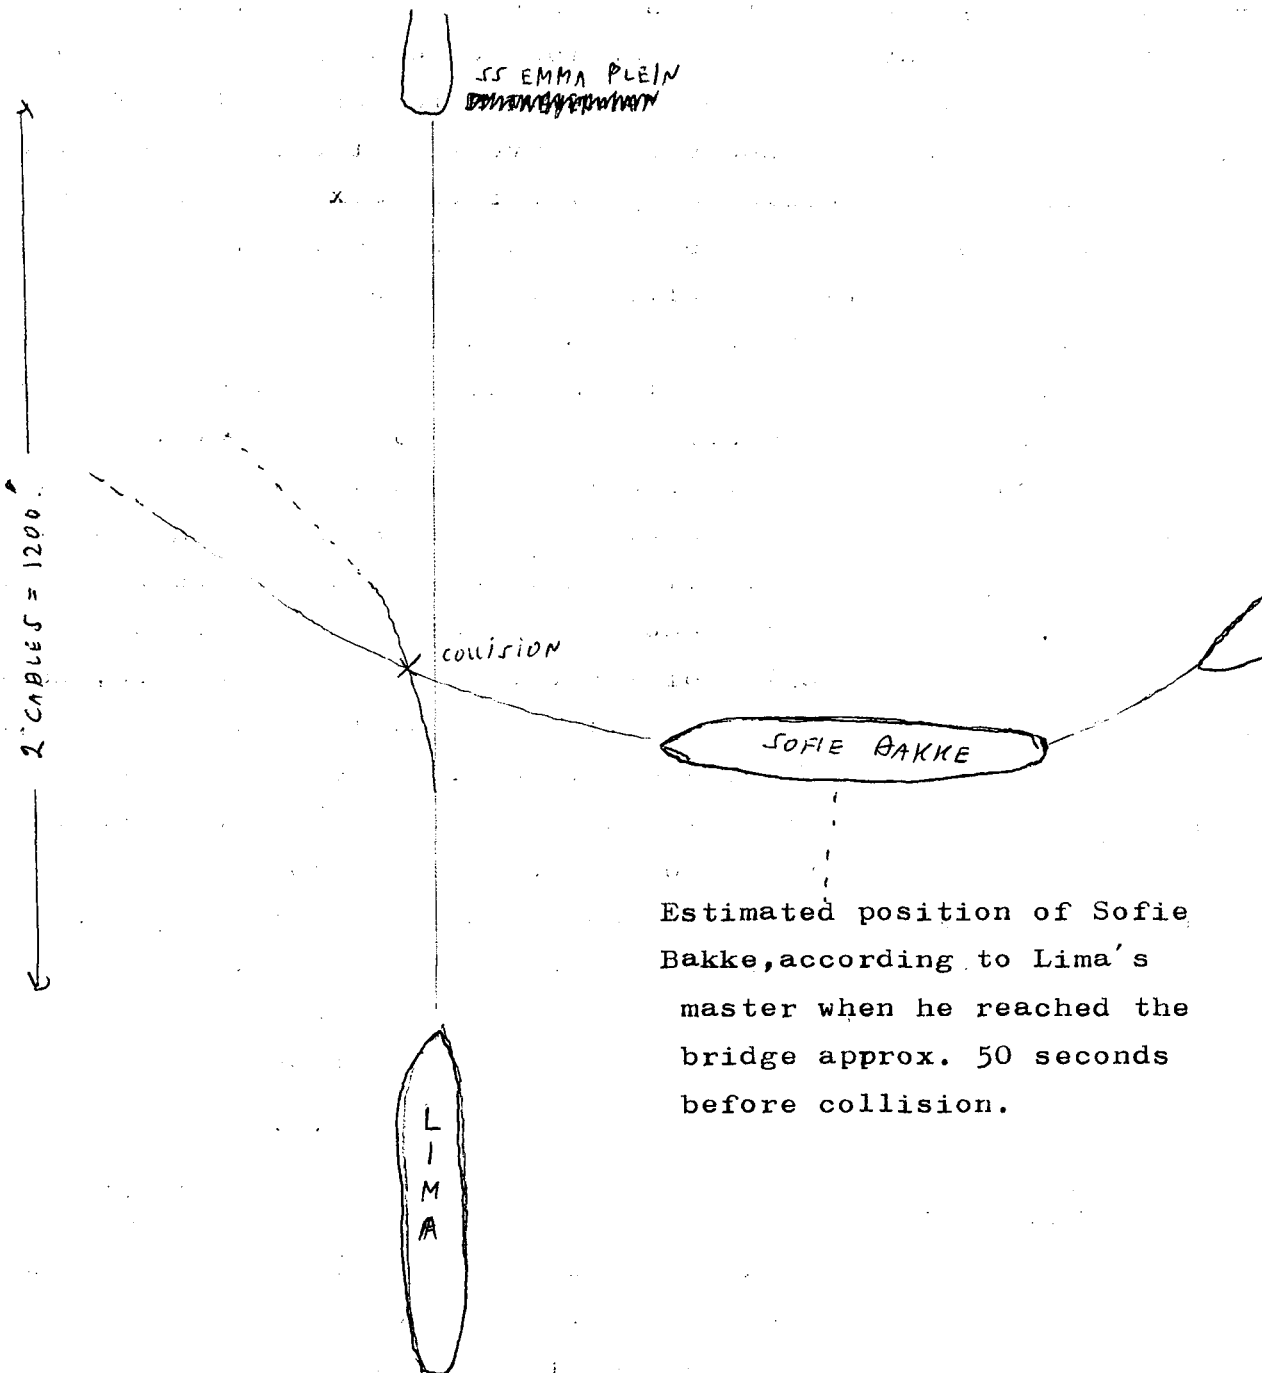 SS EMMA PLEIN
2 CABLES = 1200'
COLLISION
SOFIE BAKKE
Estimated position of Sofie
Bakke,according to Lima's
master when he reached the
bridge approx. 50 seconds
before collision.
LIMA